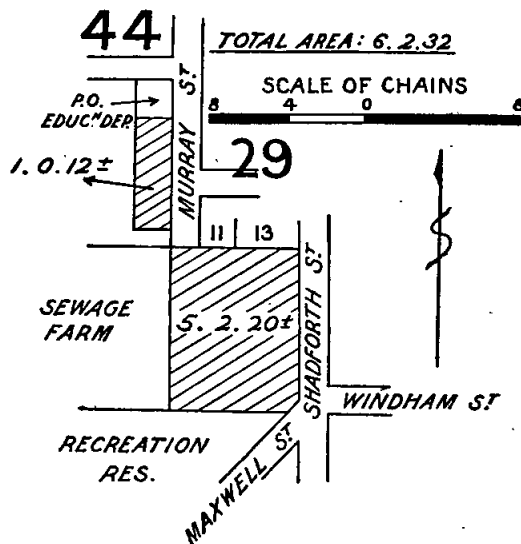 44
TOTAL AREA: 6.2.32
SCALE OF CHAINS
8 4 0 8
P.O.
EDUCN DEP.
MURRAY ST
1.0.12±
29
11 13
SEWAGE
FARM
5.2.20±
SHADFORTH ST
WINDHAM ST
RECREATION
RES.
MAXWELL ST